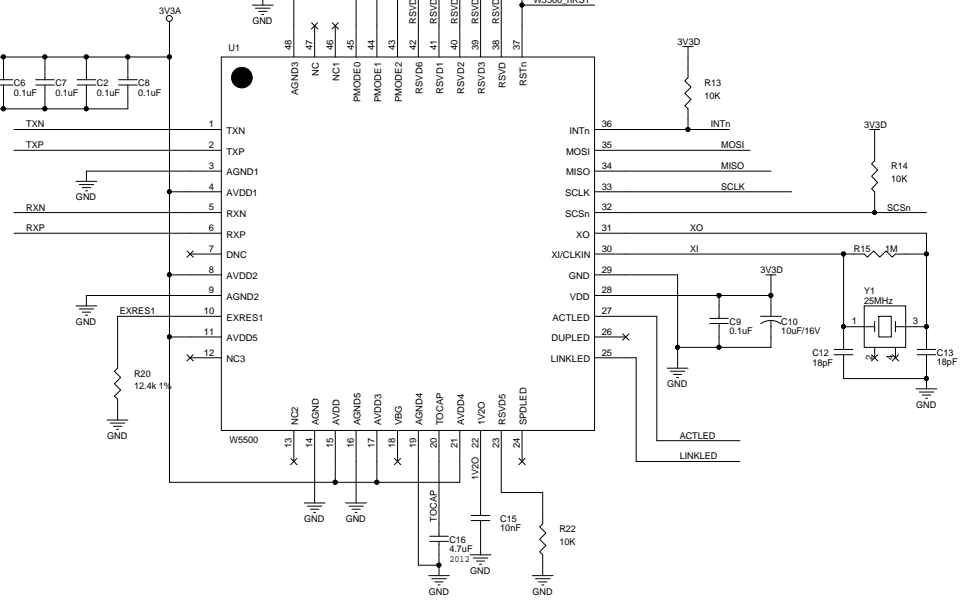 3V3A
GND
W5500_nRST
RSVD
RSVD
RSVD
RSVD
RSVD
U1
48
47
46
45
44
43
42
41
40
39
38
37
AGND3
NC
NC1
PMODE0
PMODE1
PMODE2
RSVD6
RSVD1
RSVD2
RSVD3
RSVD
RSTn
C6
0.1uF
C7
0.1uF
C2
0.1uF
C8
0.1uF
3V3D
R13
10K
3V3D
R14
10K
TXN 1 TXN
TXP 2 TXP
3 AGND1
GND
4 AVDD1
RXN 5 RXN
RXP 6 RXP
7 DNC
8 AVDD2
9 AGND2
GND
EXRES1 10 EXRES1
11 AVDD5
12 NC3
R20
12.4k 1%
GND
INTn 36 INTn
MOSI 35 MOSI
MISO 34 MISO
SCLK 33 SCLK
SCSn 32 SCSn
XO 31 XO
XI/CLKIN 30 XI
GND 29
VDD 28
ACTLED 27
DUPLED 26
LINKLED 25
R15 1M
3V3D
C9
0.1uF
C10
10uF/16V
GND
Y1
25MHz
1
3
2
4
C12
18pF
C13
18pF
GND
ACTLED
LINKLED
NC2
AGND
AVDD
AGND5
AVDD3
VBG
AGND4
TOCAP
AVDD4
1V2O
RSVD5
SPDLED
W5500
13
14
15
16
17
18
19
20
21
22
23
24
1V2O
TOCAP
GND
GND
C15
10nF
R22
10K
C16
4.7uF
2012
GND
GND
GND